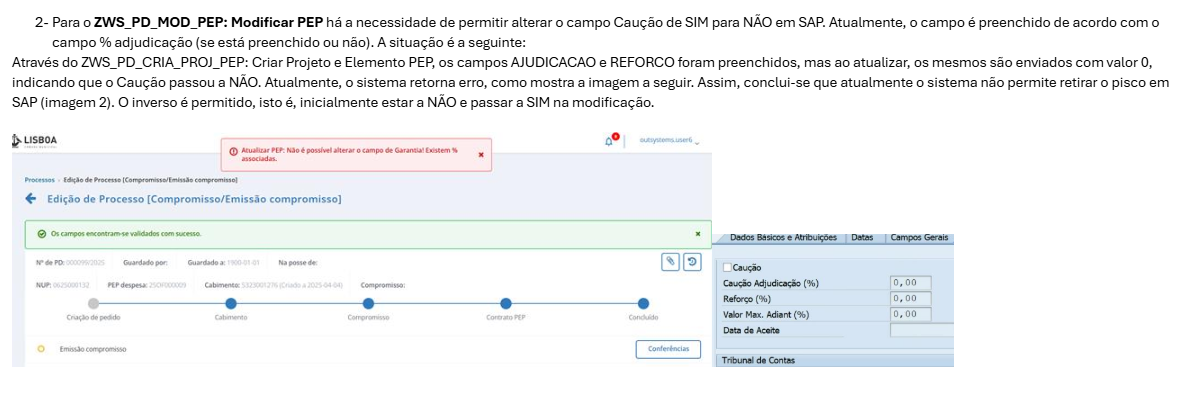 2- Para o ZWS_PD_MOD_PEP: Modificar PEP há a necessidade de permitir alterar o campo Caução de SIM para NÃO em SAP. Atualmente, o campo é preenchido de acordo com o
campo % adjudicação (se está preenchido ou não). A situação é a seguinte:
Através do ZWS_PD_CRIA_PROJ_PEP: Criar Projeto e Elemento PEP, os campos AJUDICACAO e REFORCO foram preenchidos, mas ao atualizar, os mesmos são enviados com valor 0,
indicando que o Caução passou a NÃO. Atualmente, o sistema retorna erro, como mostra a imagem a seguir. Assim, conclui-se que atualmente o sistema não permite retirar o pisco em
SAP (imagem 2). O inverso é permitido, isto é, inicialmente estar a NÃO e passar a SIM na modificação.
LISBOA
outsystems.user6
Atualizar PEP: Não é possível alterar o campo de Garantia! Existem %
associadas.
Processos Edição de Processo [Compromisso/Emissão compromisso]
Edição de Processo [Compromisso/Emissão compromisso]
Os campos encontram-se validados com sucesso.
Nº de PD: 000099/2025 Guardado por: Guardado a: 1900-01-01 Na posse de:
NUP: 0625000132 PEP despesa: 25OP000009 Cabimento: 5323001276 (Criado a 2025-04-04) Compromisso:
Criação de pedido Cabimento Compromisso Contrato PEP Concluído
Emissão compromisso Conferências
Dados Básicos e Atribuições Datas Campos Gerais
Caução
Caução Adjudicação (%) 0,00
Reforço (%) 0,00
Valor Max. Adiant (%) 0,00
Data de Aceite
Tribunal de Contas